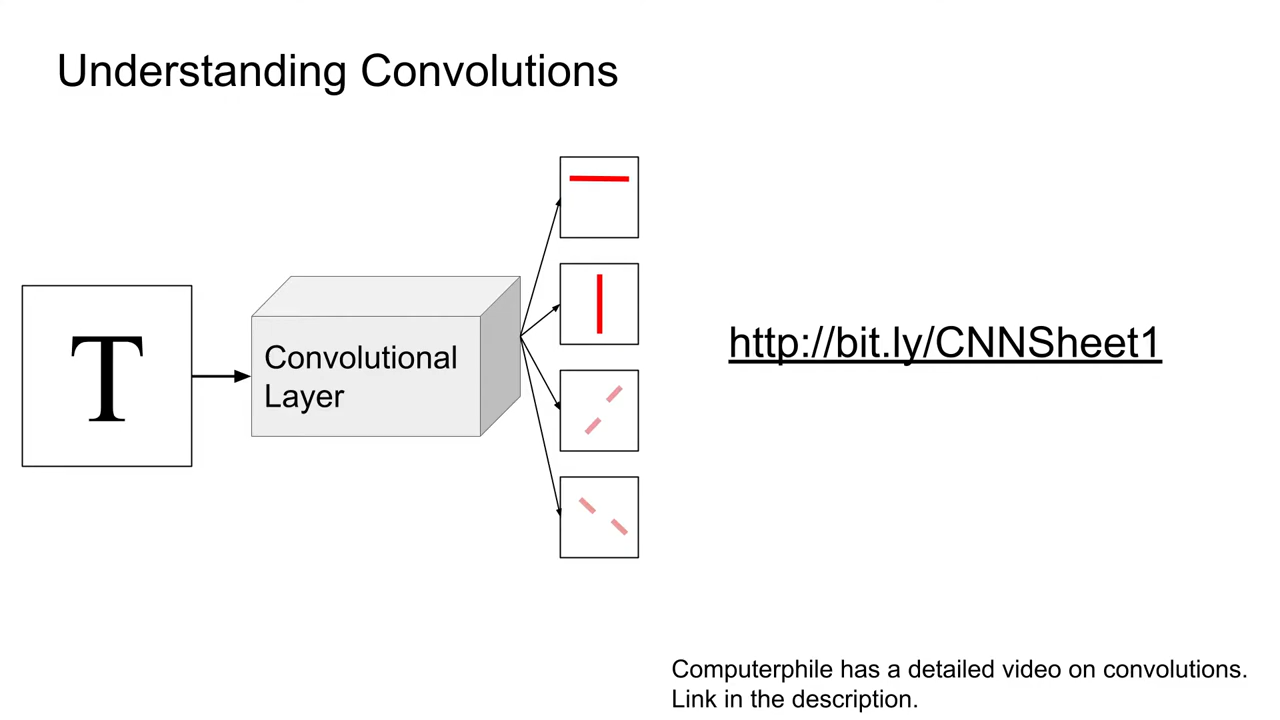 Understanding Convolutions
T
Convolutional
Layer
http://bit.ly/CNNSheet1
Computerphile has a detailed video on convolutions.
Link in the description.